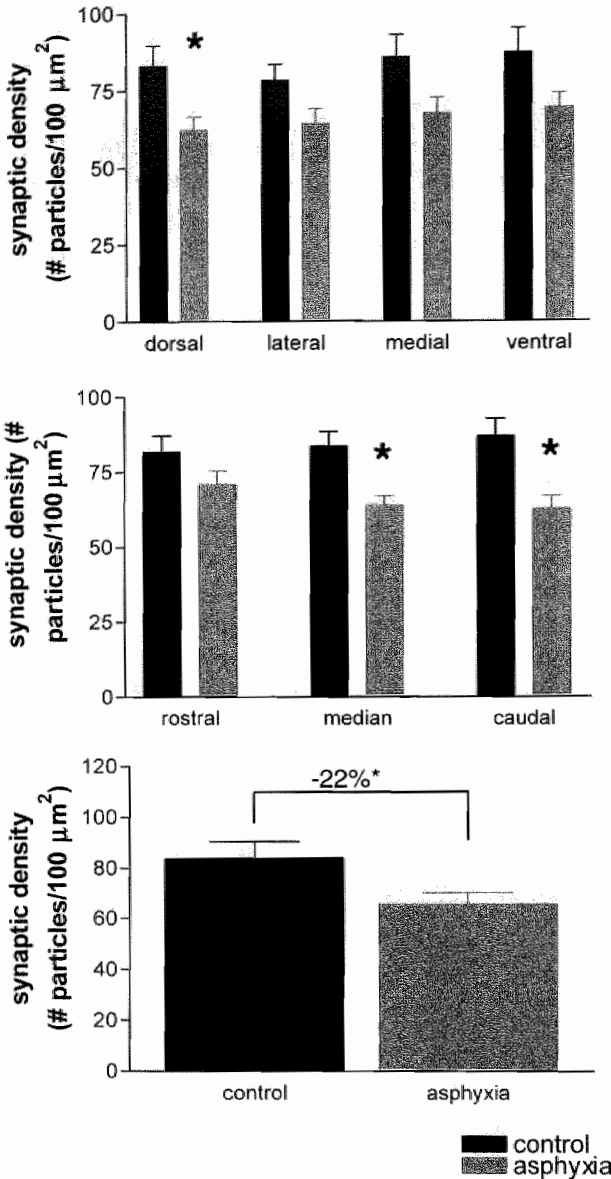 synaptic density
(# particles/100 μm²)
100
75
50
25
0
*
dorsal
lateral
medial
ventral
synaptic density (#
particles/100 μm²)
100
75
50
25
0
*
*
rostral
median
caudal
synaptic density
(# particles/100 μm²)
120
100
80
60
40
20
0
-22%*
control
asphyxia
control
asphyxia